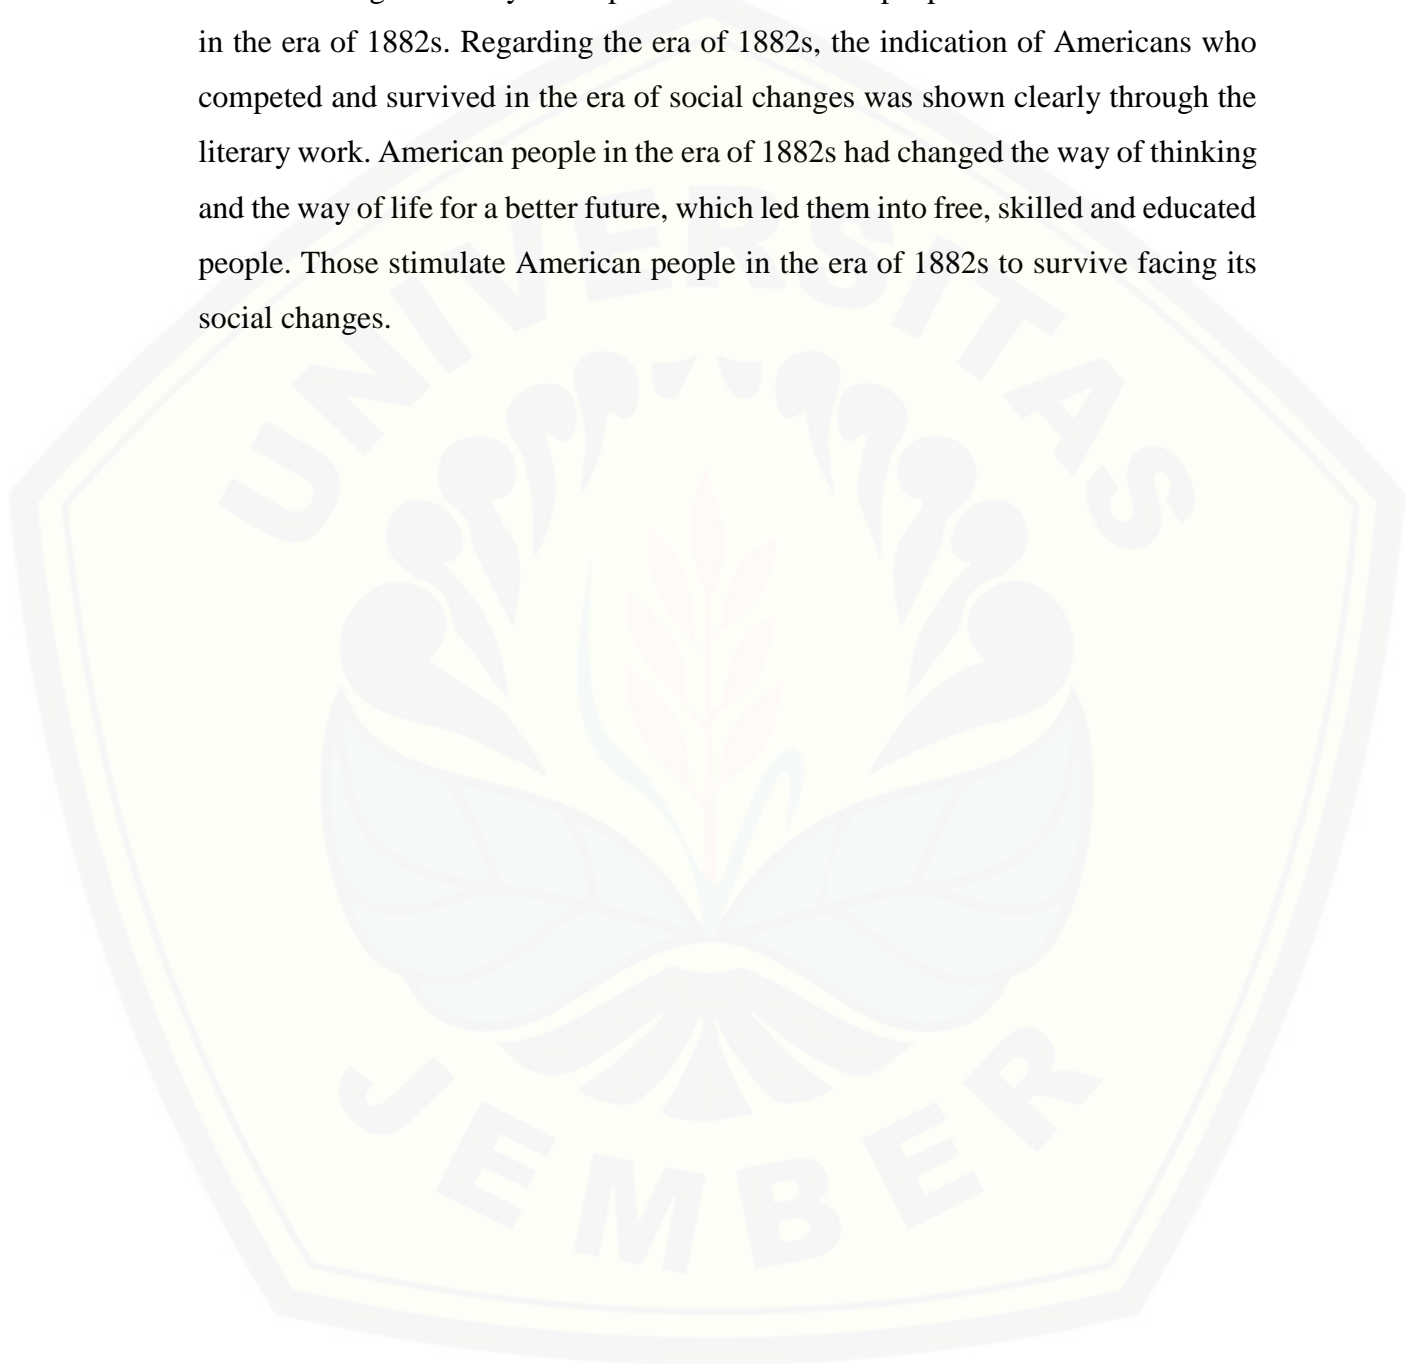 in the era of 1882s. Regarding the era of 1882s, the indication of Americans who
competed and survived in the era of social changes was shown clearly through the
literary work. American people in the era of 1882s had changed the way of thinking
and the way of life for a better future, which led them into free, skilled and educated
people. Those stimulate American people in the era of 1882s to survive facing its
social changes.
UNIVERSITAS
JEMBER